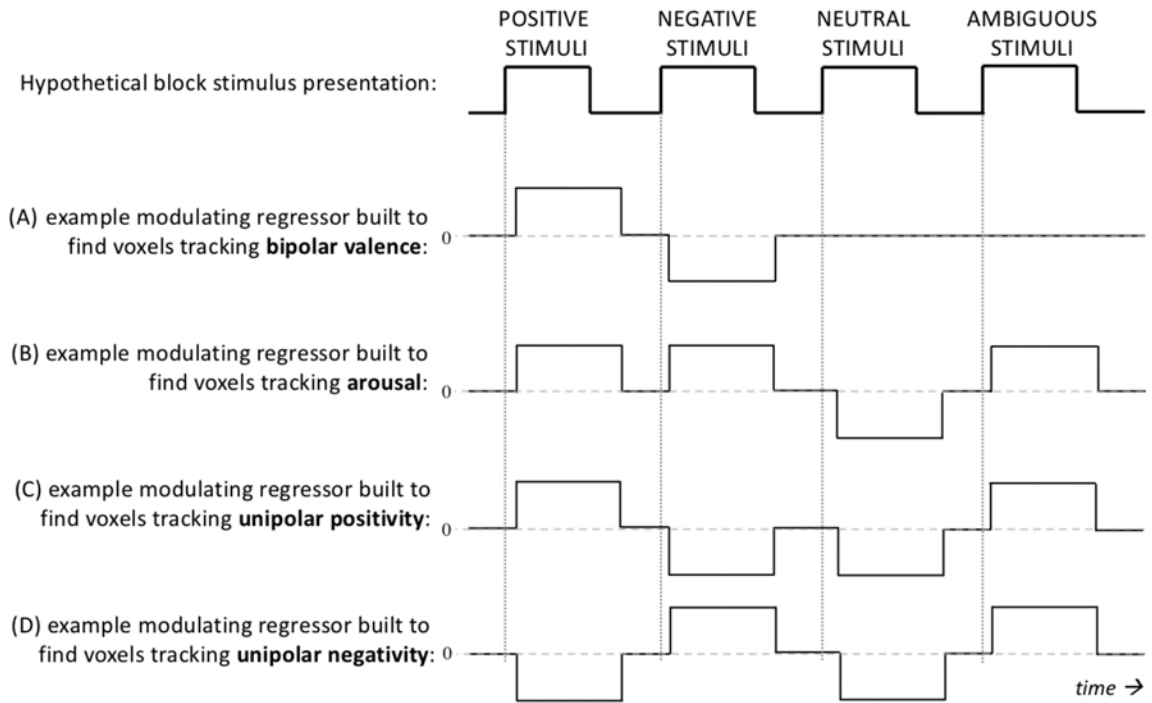 POSITIVE STIMULI
NEGATIVE STIMULI
NEUTRAL STIMULI
AMBIGUOUS STIMULI
Hypothetical block stimulus presentation:
(A) example modulating regressor built to
find voxels tracking bipolar valence:
0
(B) example modulating regressor built to
find voxels tracking arousal:
0
(C) example modulating regressor built to
find voxels tracking unipolar positivity:
0
(D) example modulating regressor built to
find voxels tracking unipolar negativity:
0
time →